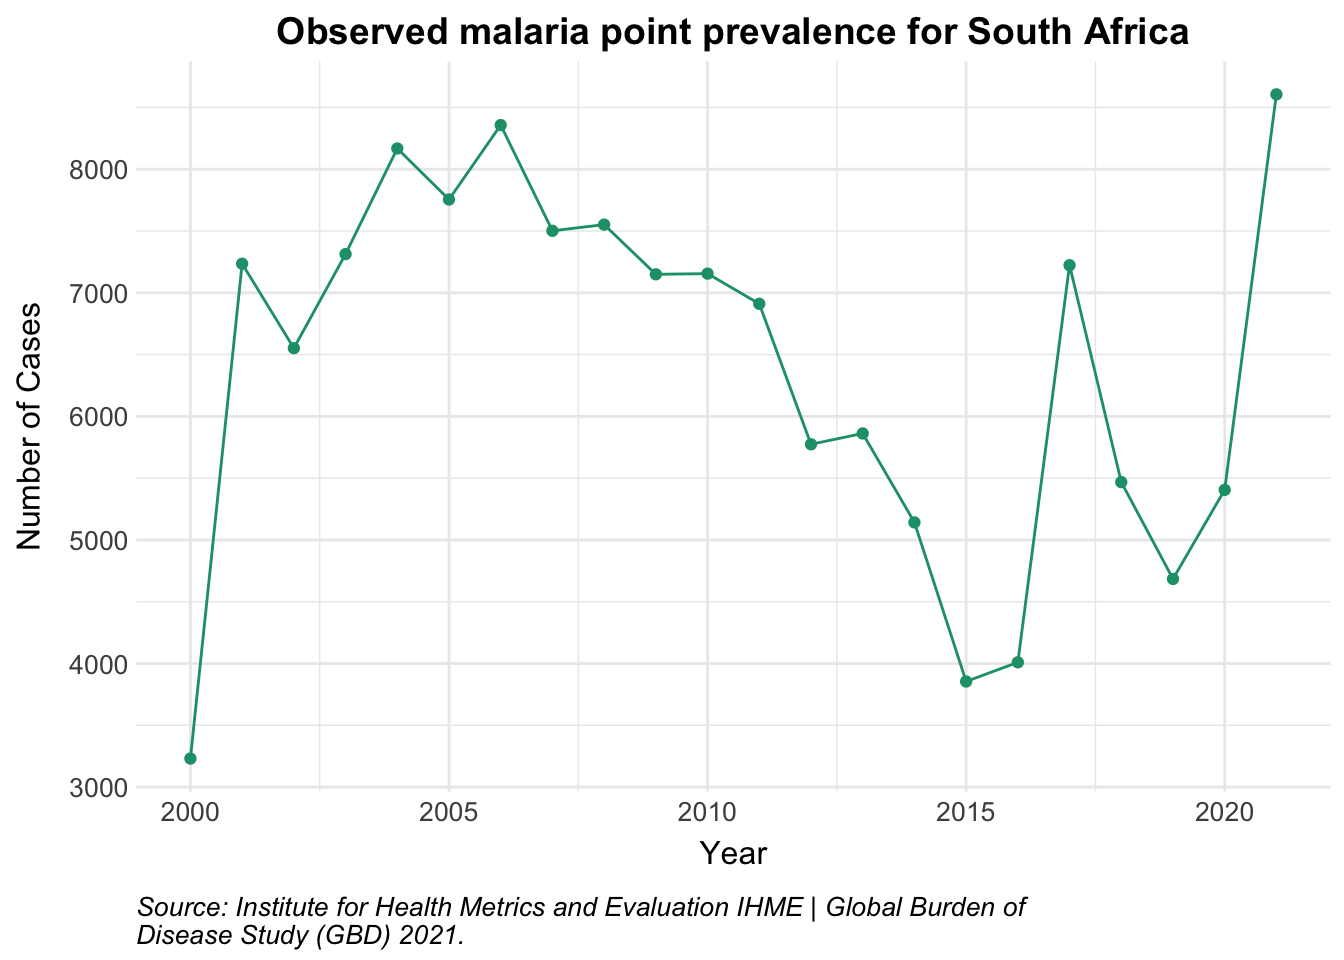 Observed malaria point prevalence for South Africa
Number of Cases
8000
7000
6000
5000
4000
3000
2000 2005 2010 2015 2020
Year
Source: Institute for Health Metrics and Evaluation IHME | Global Burden of
Disease Study (GBD) 2021.